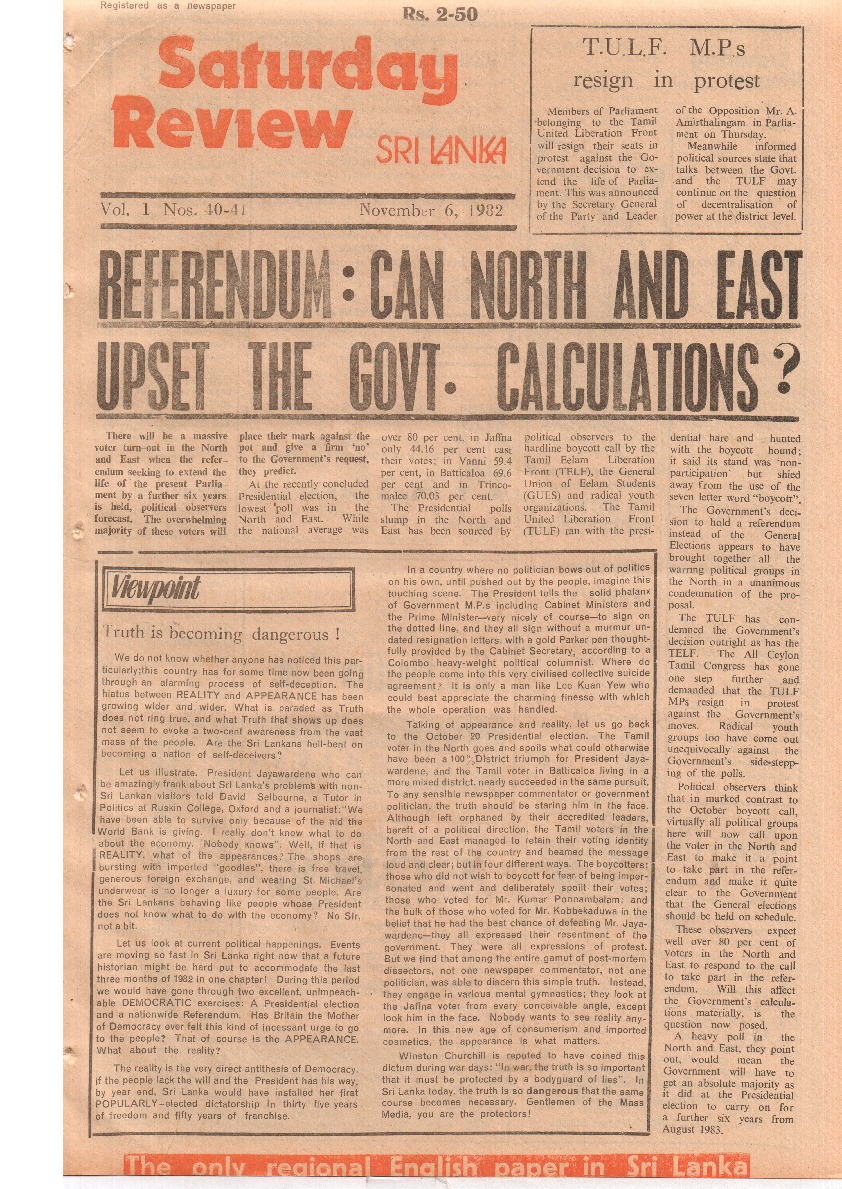 Registered as a newspaper
Rs. 2-50
Saturday
Review
SRI LANKA
Vol. 1 Nos. 40-41
November 6, 1982
T.U.L.F. M.P.s
resign in protest
Members of Parliament
belonging to the Tamil
United Liberation Front
will resign their seats in
protest against the Go-
vernment decision to ex-
tend the life of Parlia-
ment. This was announced
by the Secretary General
of the Party and Leader
of the Opposition Mr. A.
Amirthalingam in Parlia-
ment on Thursday.
Meanwhile informed
political sources state that
talks between the Govt.
and the TULF may
continue on the question
of decentralisation of
power at the district level.
REFERENDUM: CAN NORTH AND EAST
UPSET THE GOVT. CALCULATIONS?
There will be a massive
voter turn-out in the North
and East when the refer-
endum seeking to extend the
life of the present Parlia-
ment by a further six years
is held, political observers
forecast. The overwhelming
majority of these voters will
place their mark against the
pot and give a firm 'no'
to the Government's request,
they predict.
At the recently concluded
Presidential election, the
lowest poll was in the
North and East. While
the national average was
over 80 per cent, in Jaffna
only 44.16 per cent cast
their votes; in Vanni 59.4
per cent, in Batticaloa 69.6
per cent and in Trinco-
malee 70.03 per cent.
The Presidential polls
slump in the North and
East has been sourced by
political observers to the
hardline boycott call by the
Tamil Eelam Liberation
Front (TELF), the General
Union of Eelam Students
(GUES) and radical youth
organizations. The Tamil
United Liberation Front
(TULF) ran with the presi-
dential hare and hunted
with the boycott hound;
it said its stand was 'non-
participation' but shied
away from the use of the
seven letter word "boycott".
The Government's deci-
sion to hold a referendum
instead of the General
Elections appears to have
brought together all the
warring political groups in
the North in a unanimous
condemnation of the pro-
posal.
The TULF has con-
demned the Government's
decision outright as has the
TELF. The All Ceylon
Tamil Congress has gone
one step further and
demanded that the TULF
MPs resign in protest
against the Government's
moves. Radical youth
groups too have come out
unequivocally against the
Government's side-stepp-
ing of the polls.
Political observers think
that in marked contrast to
the October boycott call,
virtually all political groups
here will now call upon
the voter in the North and
East to make it a point
to take part in the refer-
endum and make it quite
clear to the Government
that the General elections
should be held on schedule.
These observers expect
well over 80 per cent of
voters in the North and
East to respond to the call
to take part in the refer-
endum. Will this affect
the Government's calcula-
tions materially, is the
question now posed.
A heavy poll in the
North and East, they point
out, would mean the
Government will have to
get an absolute majority as
it did at the Presidential
election to carry on for
a further six years from
August 1983.
Viewpoint
Truth is becoming dangerous !
We do not know whether anyone has noticed this par-
ticularly; this country has for some time now been going
through an alarming process of self-deception. The
hiatus between REALITY and APPEARANCE has been
growing wider and wider. What is paraded as Truth
does not ring true, and what Truth that shows up does
not seem to evoke a two-cent awareness from the vast
mass of the people. Are the Sri Lankans hell-bent on
becoming a nation of self-deceivers?
Let us illustrate. President Jayawardene who can
be amazingly frank about Sri Lanka's problems with non-
Sri Lankan visitors told David Selbourne, a Tutor in
Politics at Ruskin College, Oxford and a journalist: "We
have been able to survive only because of the aid the
World Bank is giving. I really don't know what to do
about the economy. Nobody knows". Well, if that is
REALITY, what of the appearances? The shops are
bursting with imported "goodies", there is free travel,
generous foreign exchange, and wearing St Michael's
underwear is no longer a luxury for some people. Are
the Sri Lankans behaving like people whose President
does not know what to do with the economy? No Sir,
not a bit.
Let us look at current political happenings. Events
are moving so fast in Sri Lanka right now that a future
historian might be hard put to accommodate the last
three months of 1982 in one chapter! During this period
we would have gone through two excellent, unimpeach-
able DEMOCRATIC exercises: A Presidential election
and a nationwide Referendum. Has Britain the Mother
of Democracy ever felt this kind of incessant urge to go
to the people? That of course is the APPEARANCE.
What about the reality?
The reality is the very direct antithesis of Democracy.
If the people lack the will and the President has his way,
by year end, Sri Lanka would have installed her first
POPULARLY-elected dictatorship in thirty five years
of freedom and fifty years of franchise.
In a country where no politician bows out of politics
on his own, until pushed out by the people, imagine this
touching scene. The President tells the solid phalanx
of Government M.P.s including Cabinet Ministers and
the Prime Minister—very nicely of course—to sign on
the dotted line, and they all sign without a murmur un-
dated resignation letters, with a gold Parker pen thought-
fully provided by the Cabinet Secretary, according to a
Colombo heavy-weight political columnist. Where do
the people come into this very civilised collective suicide
agreement? It is only a man like Lee Kuan Yew who
could best appreciate the charming finesse with which
the whole operation was handled.
Talking of appearance and reality, let us go back
to the October 20 Presidential election. The Tamil
voter in the North goes and spoils what could otherwise
have been a 100% District triumph for President Jaya-
wardene, and the Tamil voter in Batticaloa living in a
more mixed district, nearly succeeded in the same pursuit.
To any sensible newspaper commentator or government
politician, the truth should be staring him in the face.
Although left orphaned by their accredited leaders,
bereft of a political direction, the Tamil voters in the
North and East managed to retain their voting identity
from the rest of the country and beamed the message
loud and clear; but in four different ways. The boycotters;
those who did not wish to boycott for fear of being imper-
sonated and went and deliberately spoilt their votes;
those who voted for Mr. Kumar Ponnambalam; and
the bulk of those who voted for Mr. Kobbekaduwa in the
belief that he had the best chance of defeating Mr. Jaya-
wardene—they all expressed their resentment of the
government. They were all expressions of protest.
But we find that among the entire gamut of post-mortem
dissectors, not one newspaper commentator, not one
politician, was able to discern this simple truth. Instead,
they engage in various mental gymnastics; they look at
the Jaffna voter from every conceivable angle, except
look him in the face. Nobody wants to see reality any-
more. In this new age of consumerism and imported
cosmetics, the appearance is what matters.
Winston Churchill is reputed to have coined this
dictum during war days: "In war, the truth is so important
that it must be protected by a bodyguard of lies". In
Sri Lanka today, the truth is so dangerous that the same
course becomes necessary. Gentlemen of the Mass
Media, you are the protectors!
The only regional English paper in Sri Lanka